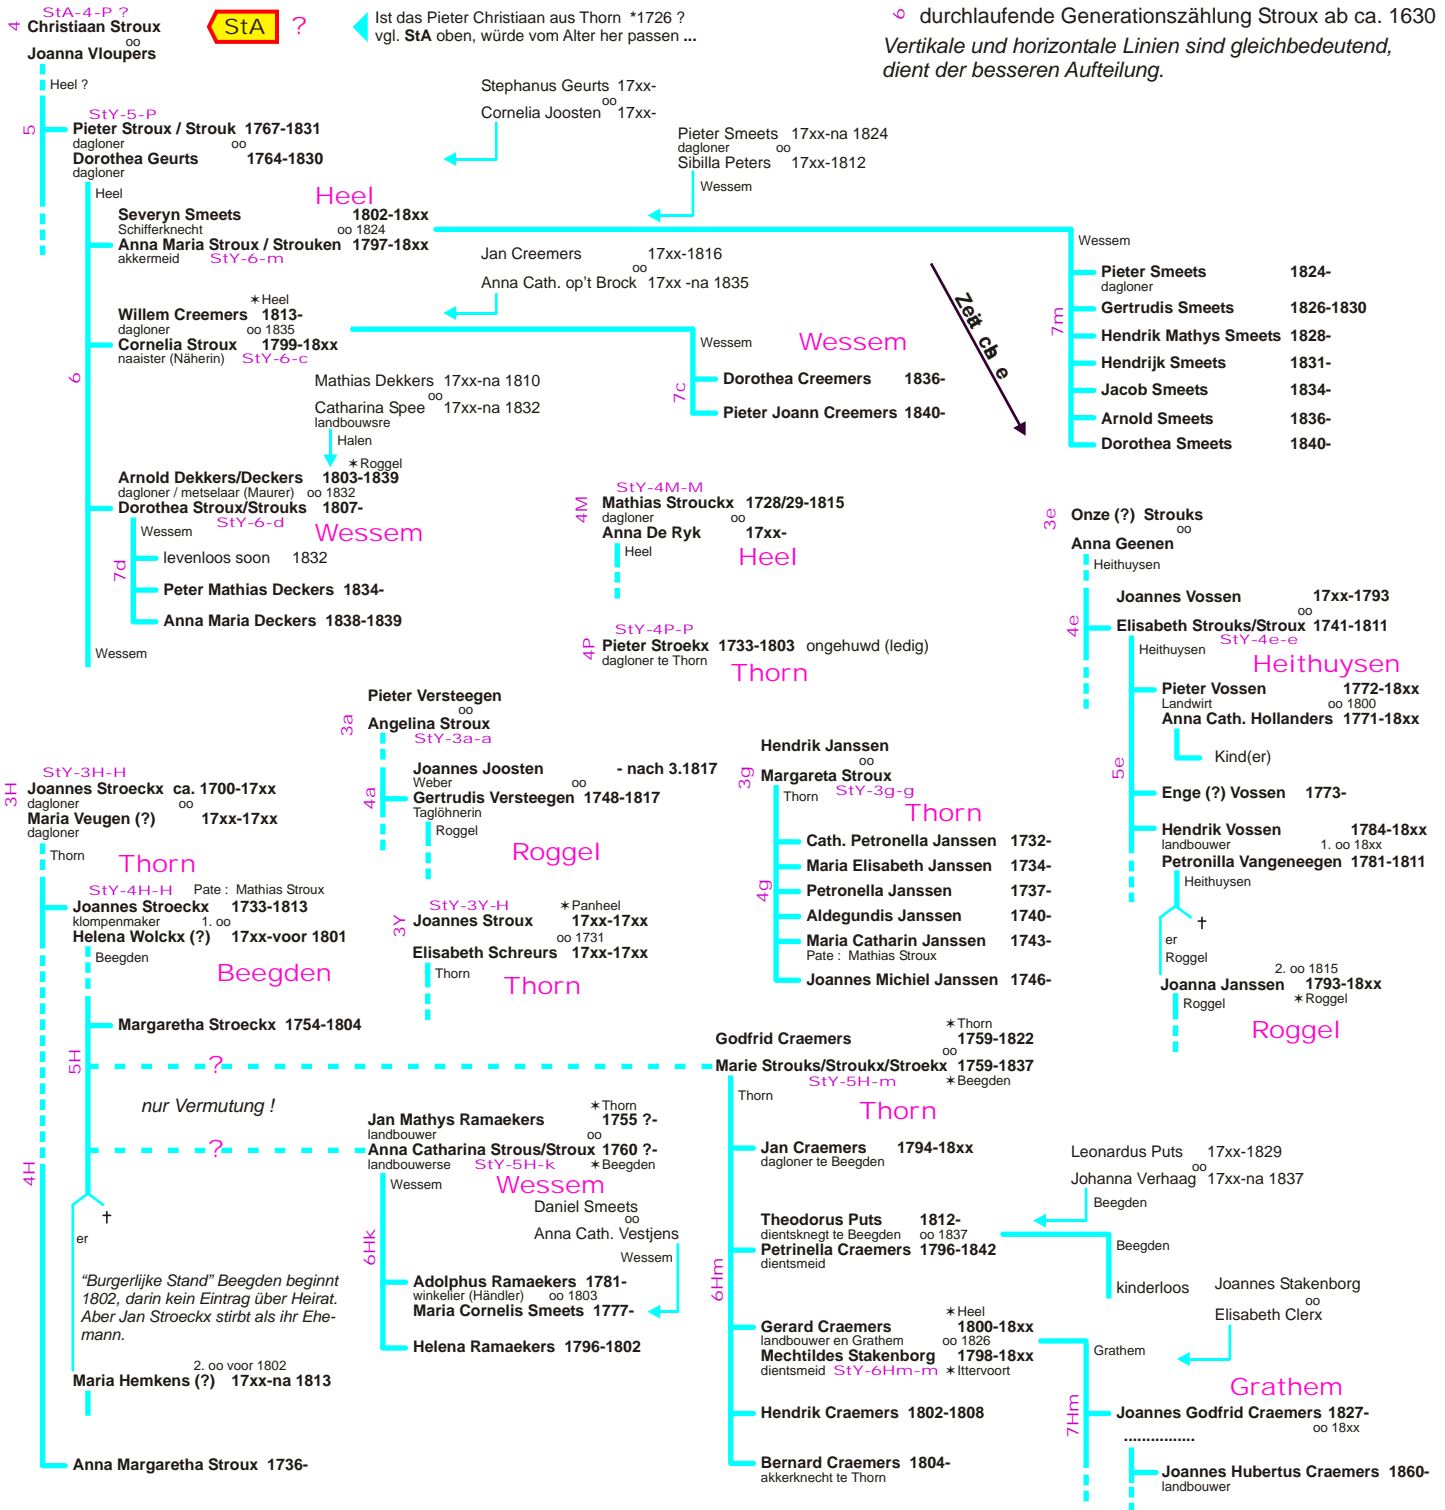 StA-4-P ?
4 Christiaan Stroux
oo
Joanna Vloupers
Heel ?
StA ?
Ist das Pieter Christiaan aus Thorn *1726 ?
vgl. StA oben, würde vom Alter her passen ...
6 durchlaufende Generationszählung Stroux ab ca. 1630
Vertikale und horizontale Linien sind gleichbedeutend,
dient der besseren Aufteilung.
5
StY-5-P
Pieter Stroux / Strouk 1767-1831
dagloner oo
Dorothea Geurts 1764-1830
dagloner
Heel
Stephanus Geurts 17xx-
oo
Cornelia Joosten 17xx-
Pieter Smeets 17xx-na 1824
dagloner oo
Sibilla Peters 17xx-1812
Wessem
Heel
6
Severyn Smeets 1802-18xx
Schifferknecht oo 1824
Anna Maria Stroux / Strouken 1797-18xx
akkermeid StY-6-m
Jan Creemers 17xx-1816
oo
Anna Cath. op't Brock 17xx -na 1835
*Heel
Willem Creemers 1813-
dagloner oo 1835
Cornelia Stroux 1799-18xx
naaister (Näherin) StY-6-c
Wessem
7m
Pieter Smeets 1824-
dagloner
Gertrudis Smeets 1826-1830
Hendrik Mathys Smeets 1828-
Hendrijk Smeets 1831-
Jacob Smeets 1834-
Arnold Smeets 1836-
Dorothea Smeets 1840-
Wessem Wessem
7c
Dorothea Creemers 1836-
Pieter Joann Creemers 1840-
Mathias Dekkers 17xx-na 1810
oo
Catharina Spee 17xx-na 1832
landbouwsre
Halen
*Roggel
Arnold Dekkers/Deckers 1803-1839
dagloner / metselaar (Maurer) oo 1832
Dorothea Stroux/Strouks 1807-
StY-6-d
Wessem Wessem
7d
levenloos soon 1832
Peter Mathias Deckers 1834-
Anna Maria Deckers 1838-1839
Wessem
4M
StY-4M-M
Mathias Strouckx 1728/29-1815
dagloner oo
Anna De Ryk 17xx-
Heel Heel
4P
StY-4P-P
Pieter Stroekx 1733-1803 ongehuwd (ledig)
dagloner te Thorn
Thorn
3e
Onze (?) Strouks
oo
Anna Geenen
Heithuysen
4e
Joannes Vossen 17xx-1793
oo
Elisabeth Strouks/Stroux 1741-1811
StY-4e-e
Heithuysen Heithuysen
5e
Pieter Vossen 1772-18xx
Landwirt oo 1800
Anna Cath. Hollanders 1771-18xx
Kind(er)
Enge (?) Vossen 1773-
Hendrik Vossen 1784-18xx
landbouwer 1. oo 18xx
Petronilla Vangeneegen 1781-1811
Heithuysen
†
er
Roggel
2. oo 1815
Joanna Janssen 1793-18xx
Roggel *Roggel
Roggel
3a
Pieter Versteegen
oo
Angelina Stroux
StY-3a-a
4a
Joannes Joosten - nach 3.1817
Weber oo
Gertrudis Versteegen 1748-1817
Taglöhnerin
Roggel
Roggel
3g
Hendrik Janssen
oo
Margareta Stroux
StY-3g-g
Thorn Thorn
4g
Cath. Petronella Janssen 1732-
Maria Elisabeth Janssen 1734-
Petronella Janssen 1737-
Aldegundis Janssen 1740-
Maria Catharin Janssen 1743-
Pate : Mathias Stroux
Joannes Michiel Janssen 1746-
3H
StY-3H-H
Joannes Stroeckx ca. 1700-17xx
dagloner oo
Maria Veugen (?) 17xx-17xx
dagloner
Thorn Thorn
StY-4H-H Pate : Mathias Stroux
Joannes Stroeckx 1733-1813
klompenmaker 1. oo
Helena Wolckx (?) 17xx-voor 1801
Beegden
Beegden
3Y
StY-3Y-H *Panheel
Joannes Stroux 17xx-17xx
oo 1731
Elisabeth Schreurs 17xx-17xx
Thorn Thorn
5H
Margaretha Stroeckx 1754-1804
?
nur Vermutung !
?
4H
†
er
"Burgerlijke Stand" Beegden beginnt
1802, darin kein Eintrag über Heirat.
Aber Jan Stroeckx stirbt als ihr Ehe-
mann.
2. oo voor 1802
Maria Hemkens (?) 17xx-na 1813
Anna Margaretha Stroux 1736-
*Thorn
Jan Mathys Ramaekers 1755 ?-
landbouwer oo
Anna Catharina Strous/Stroux 1760 ?-
landbouwerse StY-5H-k *Beegden
Wessem Wessem
Daniel Smeets
oo
Anna Cath. Vestjens
Wessem
6Hk
Adolphus Ramaekers 1781-
winkelier (Händler) oo 1803
Maria Cornelis Smeets 1777-
Helena Ramaekers 1796-1802
*Thorn
Godfrid Craemers 1759-1822
oo
Marie Strouks/Stroukx/Stroekx 1759-1837
StY-5H-m *Beegden
Thorn Thorn
6Hm
Jan Craemers 1794-18xx
dagloner te Beegden
Leonardus Puts 17xx-1829
oo
Johanna Verhaag 17xx-na 1837
Beegden
Theodorus Puts 1812-
dientsknegt te Beegden oo 1837
Petrinella Craemers 1796-1842
dientsmeid
Beegden
kinderloos
Joannes Stakenborg
oo
Elisabeth Clerx
*Heel
Gerard Craemers 1800-18xx
landbouwer en Grathem oo 1826
Mechtildes Stakenborg 1798-18xx
dientsmeid StY-6Hm-m *Ittervoort
Grathem
Grathem
7Hm
Joannes Godfrid Craemers 1827-
oo 18xx
................
Joannes Hubertus Craemers 1860-
landbouwer
Hendrik Craemers 1802-1808
Bernard Craemers 1804-
akkerknecht te Thorn